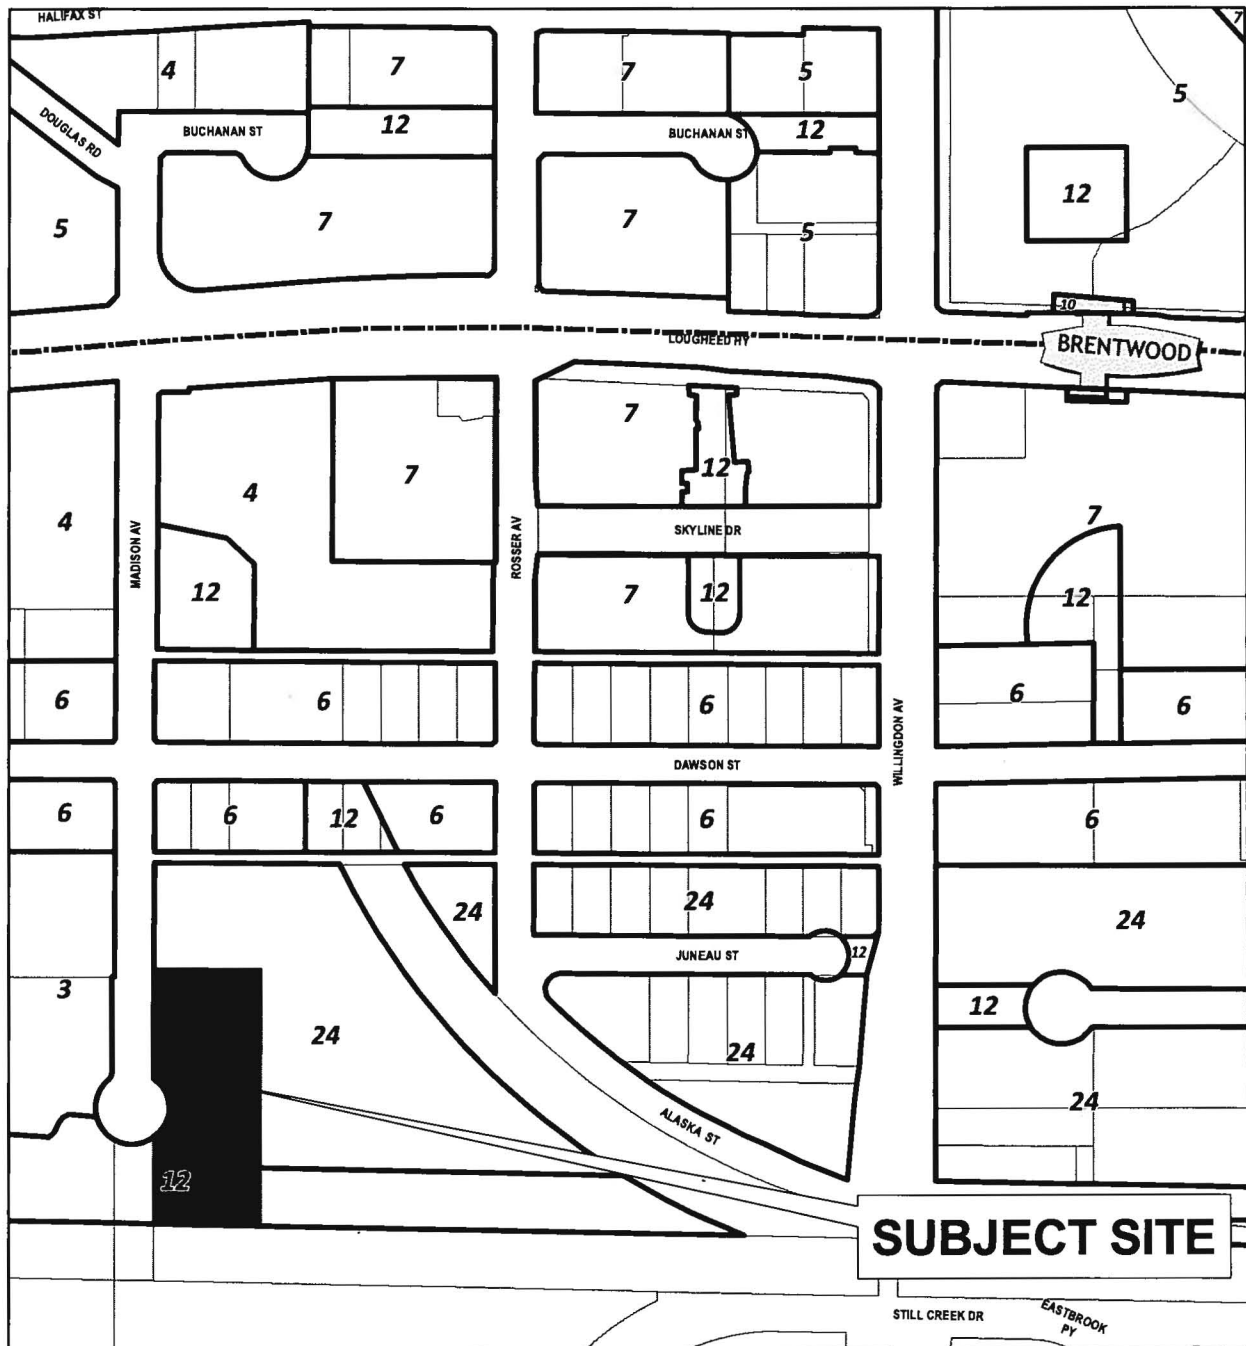 HALIFAX ST
7
4
7
7
5
5
DOUGLAS RD
BUCHANAN ST
12
BUCHANAN ST
12
12
5
7
7
5
10
LOUGHEED HY
BRENTWOOD
7
4
7
12
4
MADISON AV
ROSSER AV
SKYLINE DR
7
12
7
12
12
6
6
6
6
6
WILLINGDON AV
DAWSON ST
6
6
12
6
6
6
24
24
24
JUNEAU ST
12
3
12
24
24
24
ALASKA ST
12
SUBJECT SITE
STILL CREEK DR
EASTBROOK
PY